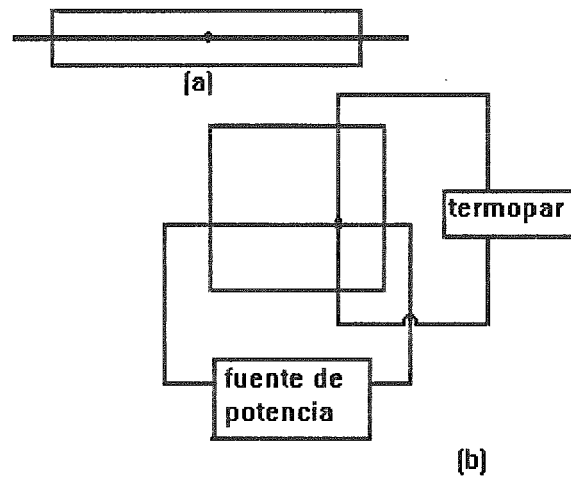 (a)
termopar
fuente de
potencia
(b)